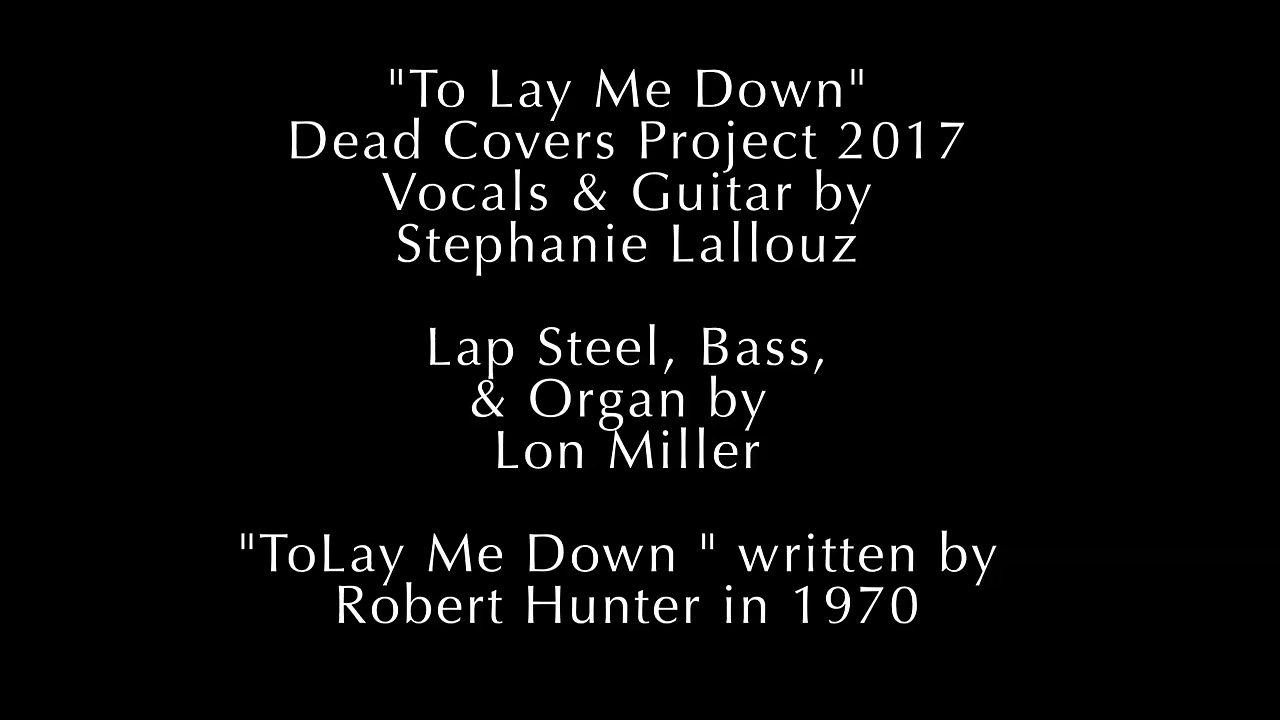 "To Lay Me Down"
Dead Covers Project 2017
Vocals & Guitar by
Stephanie Lallouz
Lap Steel, Bass,
& Organ by
Lon Miller
"ToLay Me Down " written by
Robert Hunter in 1970